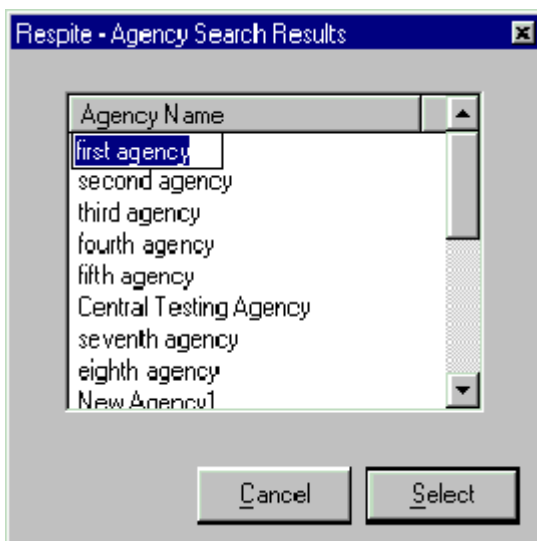 Respite - Agency Search Results
Agency Name
first agency
second agency
third agency
fourth agency
fifth agency
Central Testing Agency
seventh agency
eighth agency
New Agency1
Cancel
Select